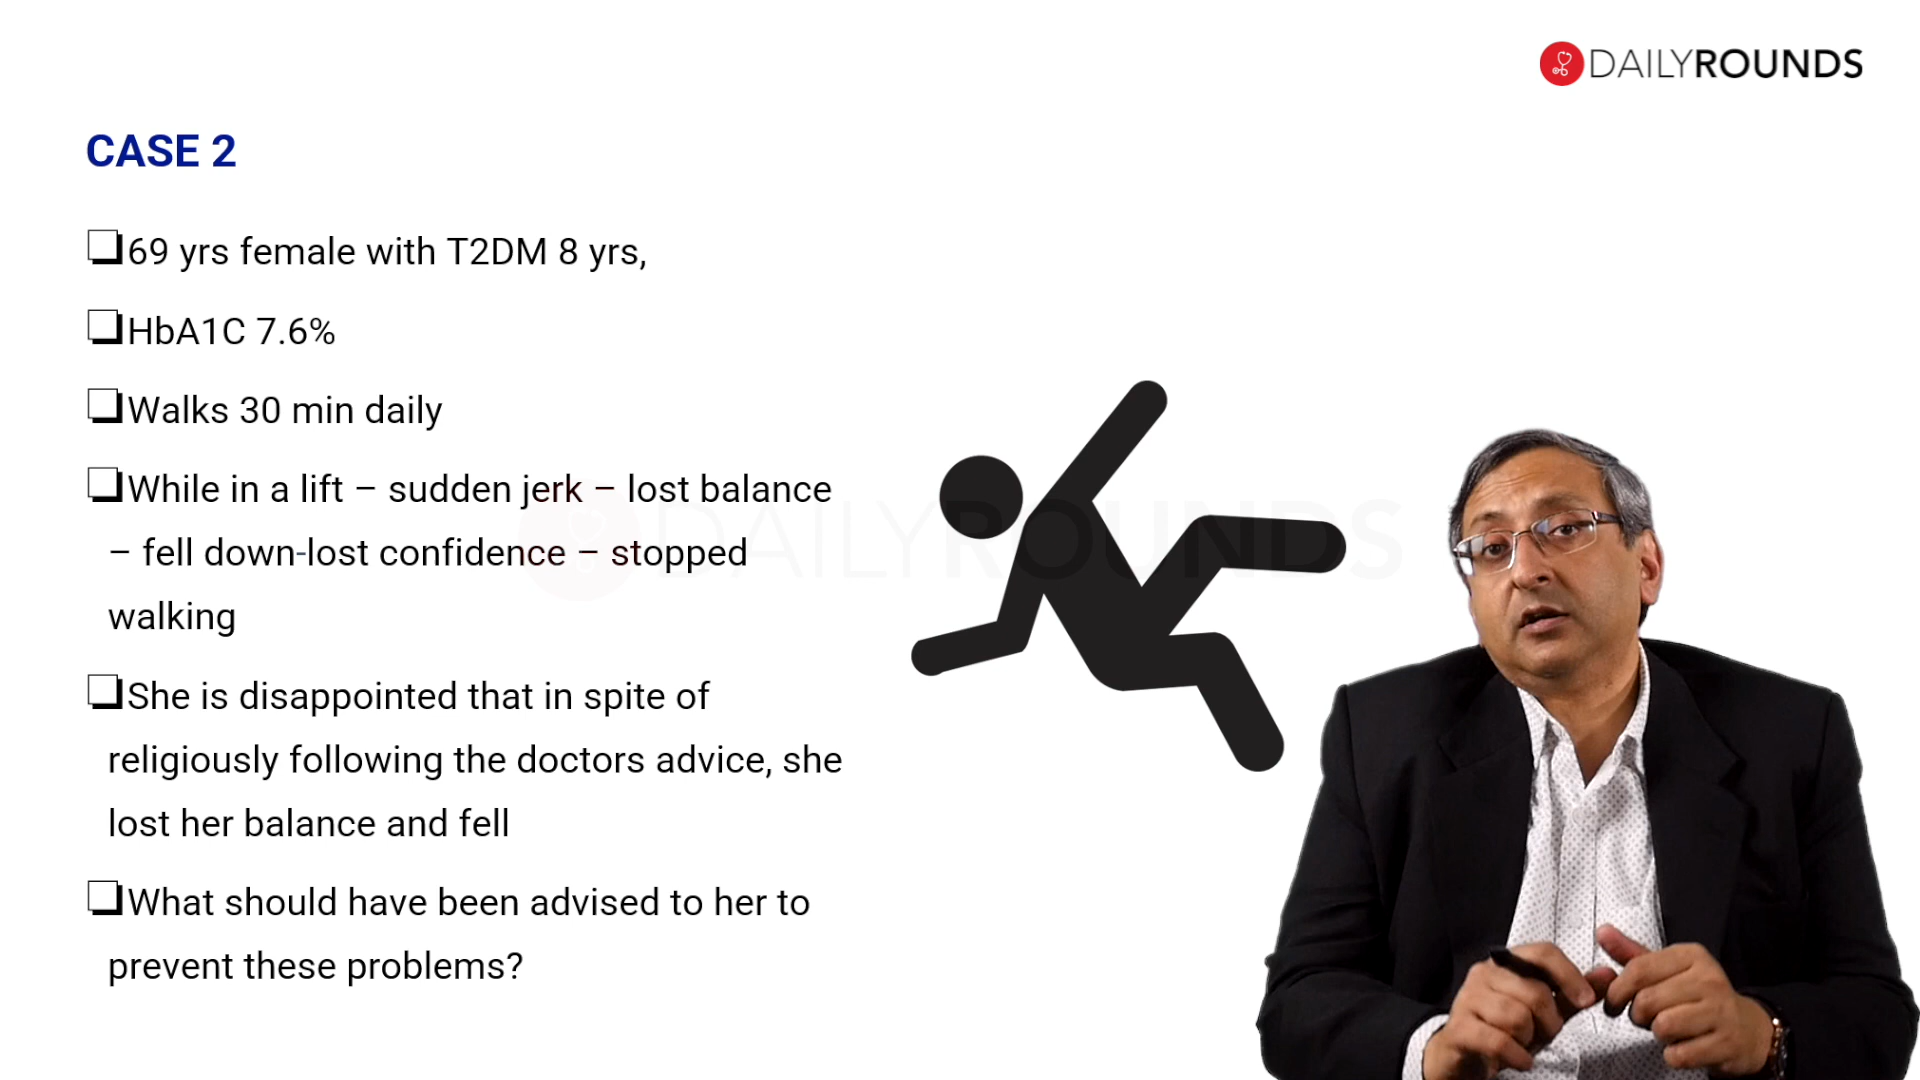 DAILYROUNDS
CASE 2
69 yrs female with T2DM 8 yrs,
HbA1C 7.6%
Walks 30 min daily
While in a lift – sudden jerk – lost balance
– fell down-lost confidence – stopped
walking
She is disappointed that in spite of
religiously following the doctors advice, she
lost her balance and fell
What should have been advised to her to
prevent these problems?
DAILYROUNDS